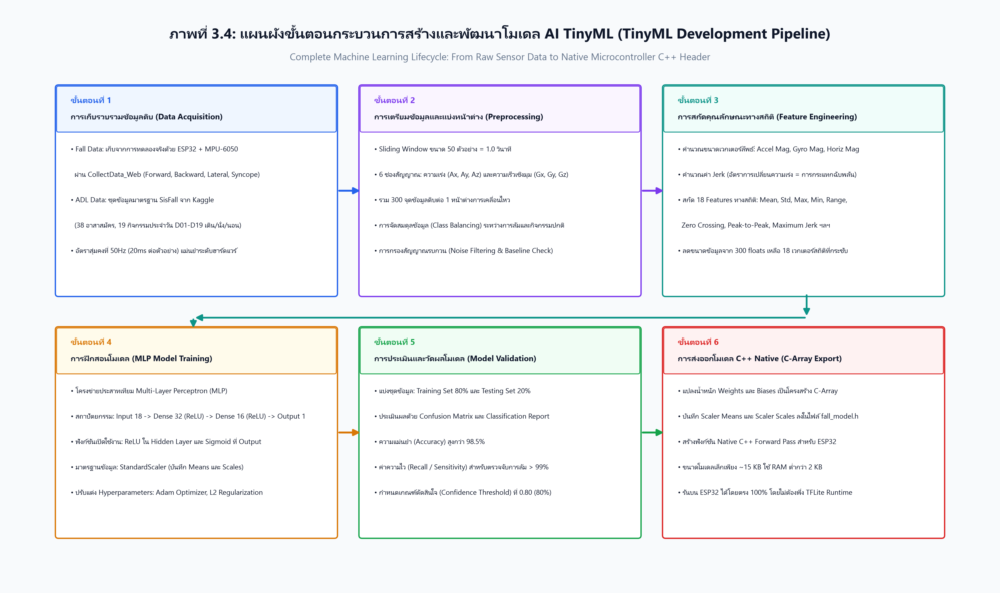 ภาพที่ 3.4: แผนผังขั้นตอนกระบวนการสร้างและพัฒนาโมเดล AI TinyML (TinyML Development Pipeline)
Complete Machine Learning Lifecycle: From Raw Sensor Data to Native Microcontroller C++ Header
ขั้นตอนที่ 1
การเก็บรวบรวมข้อมูลดิบ (Data Acquisition)
• Fall Data: เก็บจากการทดลองจริงด้วย ESP32 + MPU-6050
ผ่าน CollectData_Web (Forward, Backward, Lateral, Syncope)
• ADL Data: ชุดข้อมูลมาตรฐาน SisFall จาก Kaggle
(38 อาสาสมัคร, 19 กิจกรรมประจำวัน D01-D19 เดิน/นั่ง/นอน)
• อัตราสุ่มคงที่ 50Hz (20ms ต่อตัวอย่าง) แม่นยำระดับฮาร์ดแวร์
ขั้นตอนที่ 2
การเตรียมข้อมูลและแบ่งหน้าต่าง (Preprocessing)
• Sliding Window ขนาด 50 ตัวอย่าง = 1.0 วินาที
• 6 ช่องสัญญาณ: ความเร่ง (Ax, Ay, Az) และความเร็วเชิงมุม (Gx, Gy, Gz)
• รวม 300 จุดข้อมูลดิบต่อ 1 หน้าต่างการเคลื่อนไหว
• การจัดสมดุลข้อมูล (Class Balancing) ระหว่างการล้มและกิจกรรมปกติ
• การกรองสัญญาณรบกวน (Noise Filtering & Baseline Check)
ขั้นตอนที่ 3
การสกัดคุณลักษณะทางสถิติ (Feature Engineering)
• คำนวณขนาดเวกเตอร์ลัพธ์: Accel Mag, Gyro Mag, Horiz Mag
• คำนวณค่า Jerk (อัตราการเปลี่ยนความเร่ง = การกระแทกฉับพลัน)
• สกัด 18 Features ทางสถิติ: Mean, Std, Max, Min, Range,
Zero Crossing, Peak-to-Peak, Maximum Jerk ฯลฯ
• ลดขนาดข้อมูลจาก 300 floats เหลือ 18 เวกเตอร์สถิติที่กระชับ
ขั้นตอนที่ 4
การฝึกสอนโมเดล (MLP Model Training)
• โครงข่ายประสาทเทียม Multi-Layer Perceptron (MLP)
• สถาปัตยกรรม: Input 18 -> Dense 32 (ReLU) -> Dense 16 (ReLU) -> Output 1
• ฟังก์ชันเปิดใช้งาน: ReLU ใน Hidden Layer และ Sigmoid ที่ Output
• มาตรฐานข้อมูล: StandardScaler (บันทึก Means และ Scales)
• ปรับแต่ง Hyperparameters: Adam Optimizer, L2 Regularization
ขั้นตอนที่ 5
การประเมินและวัดผลโมเดล (Model Validation)
• แบ่งชุดข้อมูล: Training Set 80% และ Testing Set 20%
• ประเมินผลด้วย Confusion Matrix และ Classification Report
• ความแม่นยำ (Accuracy) สูงกว่า 98.5%
• ค่าความไว (Recall / Sensitivity) สำหรับตรวจจับการล้ม > 99%
• กำหนดเกณฑ์ตัดสินใจ (Confidence Threshold) ที่ 0.80 (80%)
ขั้นตอนที่ 6
การส่งออกโมเดล C++ Native (C-Array Export)
• แปลงน้ำหนัก Weights และ Biases เป็นโครงสร้าง C-Array
• บันทึก Scaler Means และ Scaler Scales ลงในไฟล์ fall_model.h
• สร้างฟังก์ชัน Native C++ Forward Pass สำหรับ ESP32
• ขนาดโมเดลเล็กเพียง ~15 KB ใช้ RAM ต่ำกว่า 2 KB
• รันบน ESP32 ได้โดยตรง 100% โดยไม่ต้องพึ่ง TFLite Runtime